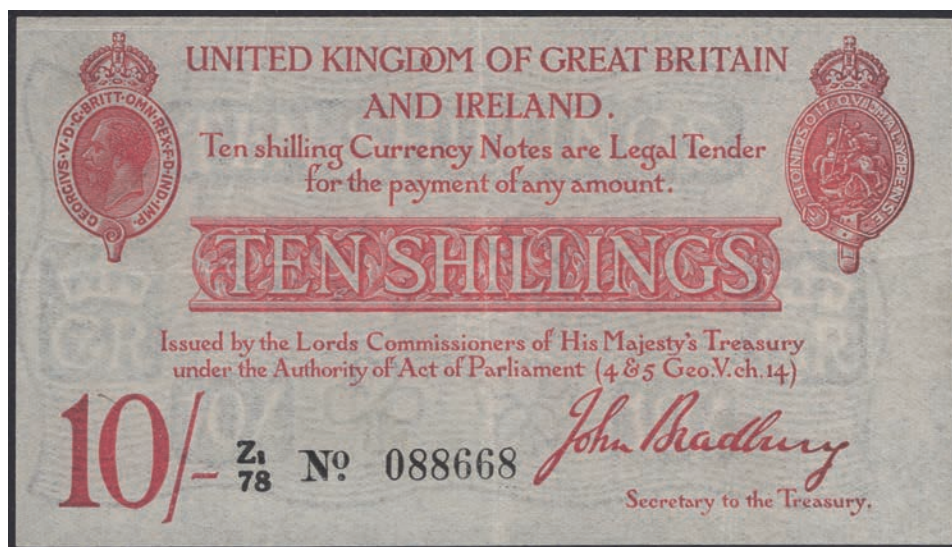 UNITED KINGDOM OF GREAT BRITAIN
AND IRELAND.
GEORGIVS·V·D·G·BRITT·OMN·REX·F·D·IND·IMP·
HONI·SOIT·QVI·MAL·Y·PENSE
Ten shilling Currency Notes are Legal Tender
for the payment of any amount.
TEN SHILLINGS
Issued by the Lords Commissioners of His Majesty's Treasury
under the Authority of Act of Parliament (4 & 5 Geo. V. ch. 14)
10/- Z1/78 No. 088668 John Bradbury
Secretary to the Treasury.